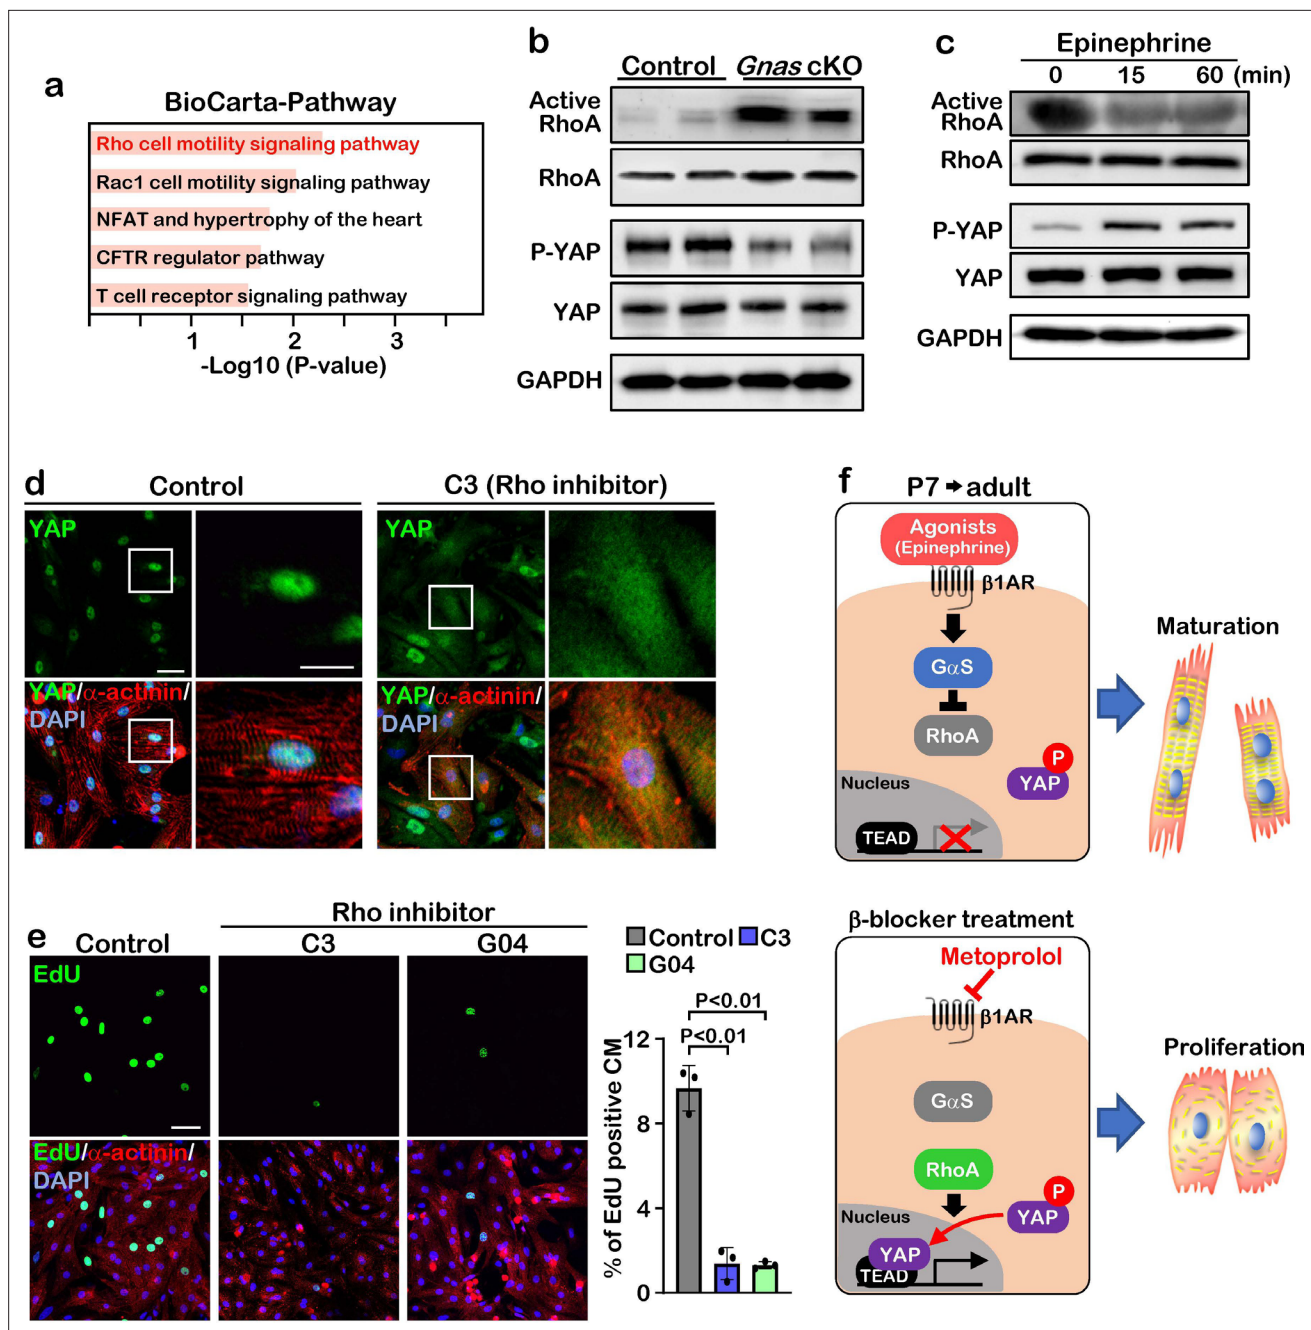 a
BioCarta-Pathway
Rho cell motility signaling pathway
Rac1 cell motility signaling pathway
NFAT and hypertrophy of the heart
CFTR regulator pathway
T cell receptor signaling pathway
1 2 3
-Log10 (P-value)
b
Control Gnas cKO
Active
RhoA
RhoA
P-YAP
YAP
GAPDH
c
Epinephrine
0 15 60 (min)
Active
RhoA
RhoA
P-YAP
YAP
GAPDH
d
Control
C3 (Rho inhibitor)
YAP
YAP
YAP/α-actinin/
DAPI
YAP/α-actinin/
DAPI
e
Rho inhibitor
Control C3 G04
EdU
EdU/α-actinin/
DAPI
Control C3
G04
P<0.01
P<0.01
% of EdU positive CM
12
8
4
0
f
P7 → adult
Agonists
(Epinephrine)
β1AR
GαS
RhoA
P
YAP
Nucleus
TEAD
Maturation
β-blocker treatment
Metoprolol
β1AR
GαS
RhoA
P
YAP
Nucleus
YAP
TEAD
Proliferation